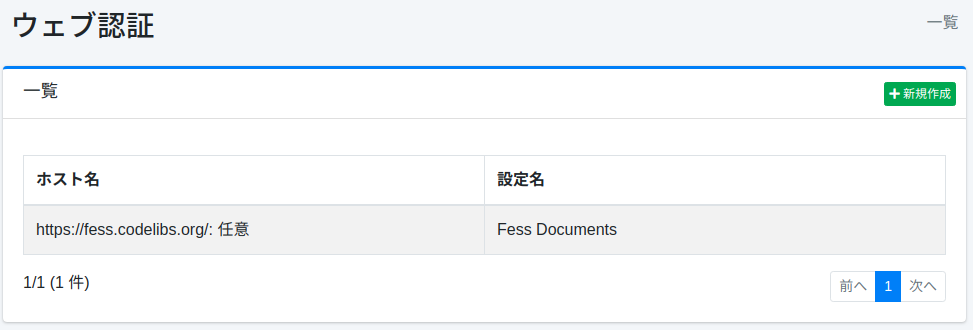 ウェブ認証
一覧
一覧
新規作成
ホスト名 設定名
https://fess.codelibs.org/: 任意 Fess Documents
1/1 (1 件)
前へ 1 次へ